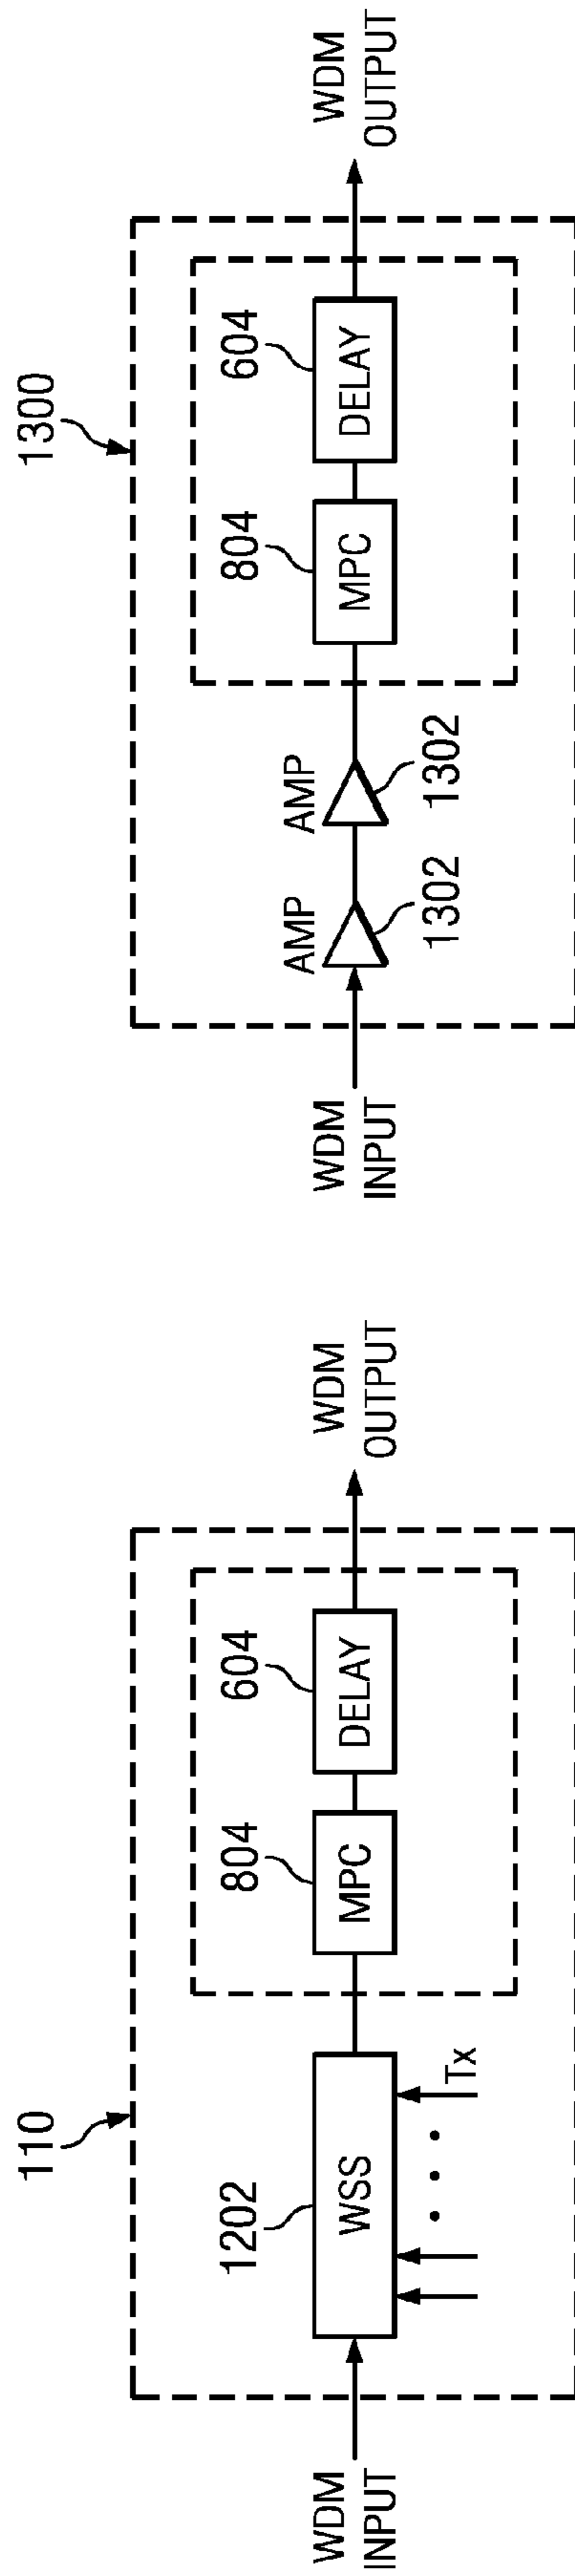 110
WDM
INPUT
1202
WSS
Tx
804
MPC
604
DELAY
WDM
OUTPUT
1300
WDM
INPUT
AMP
1302
AMP
1302
804
MPC
604
DELAY
WDM
OUTPUT